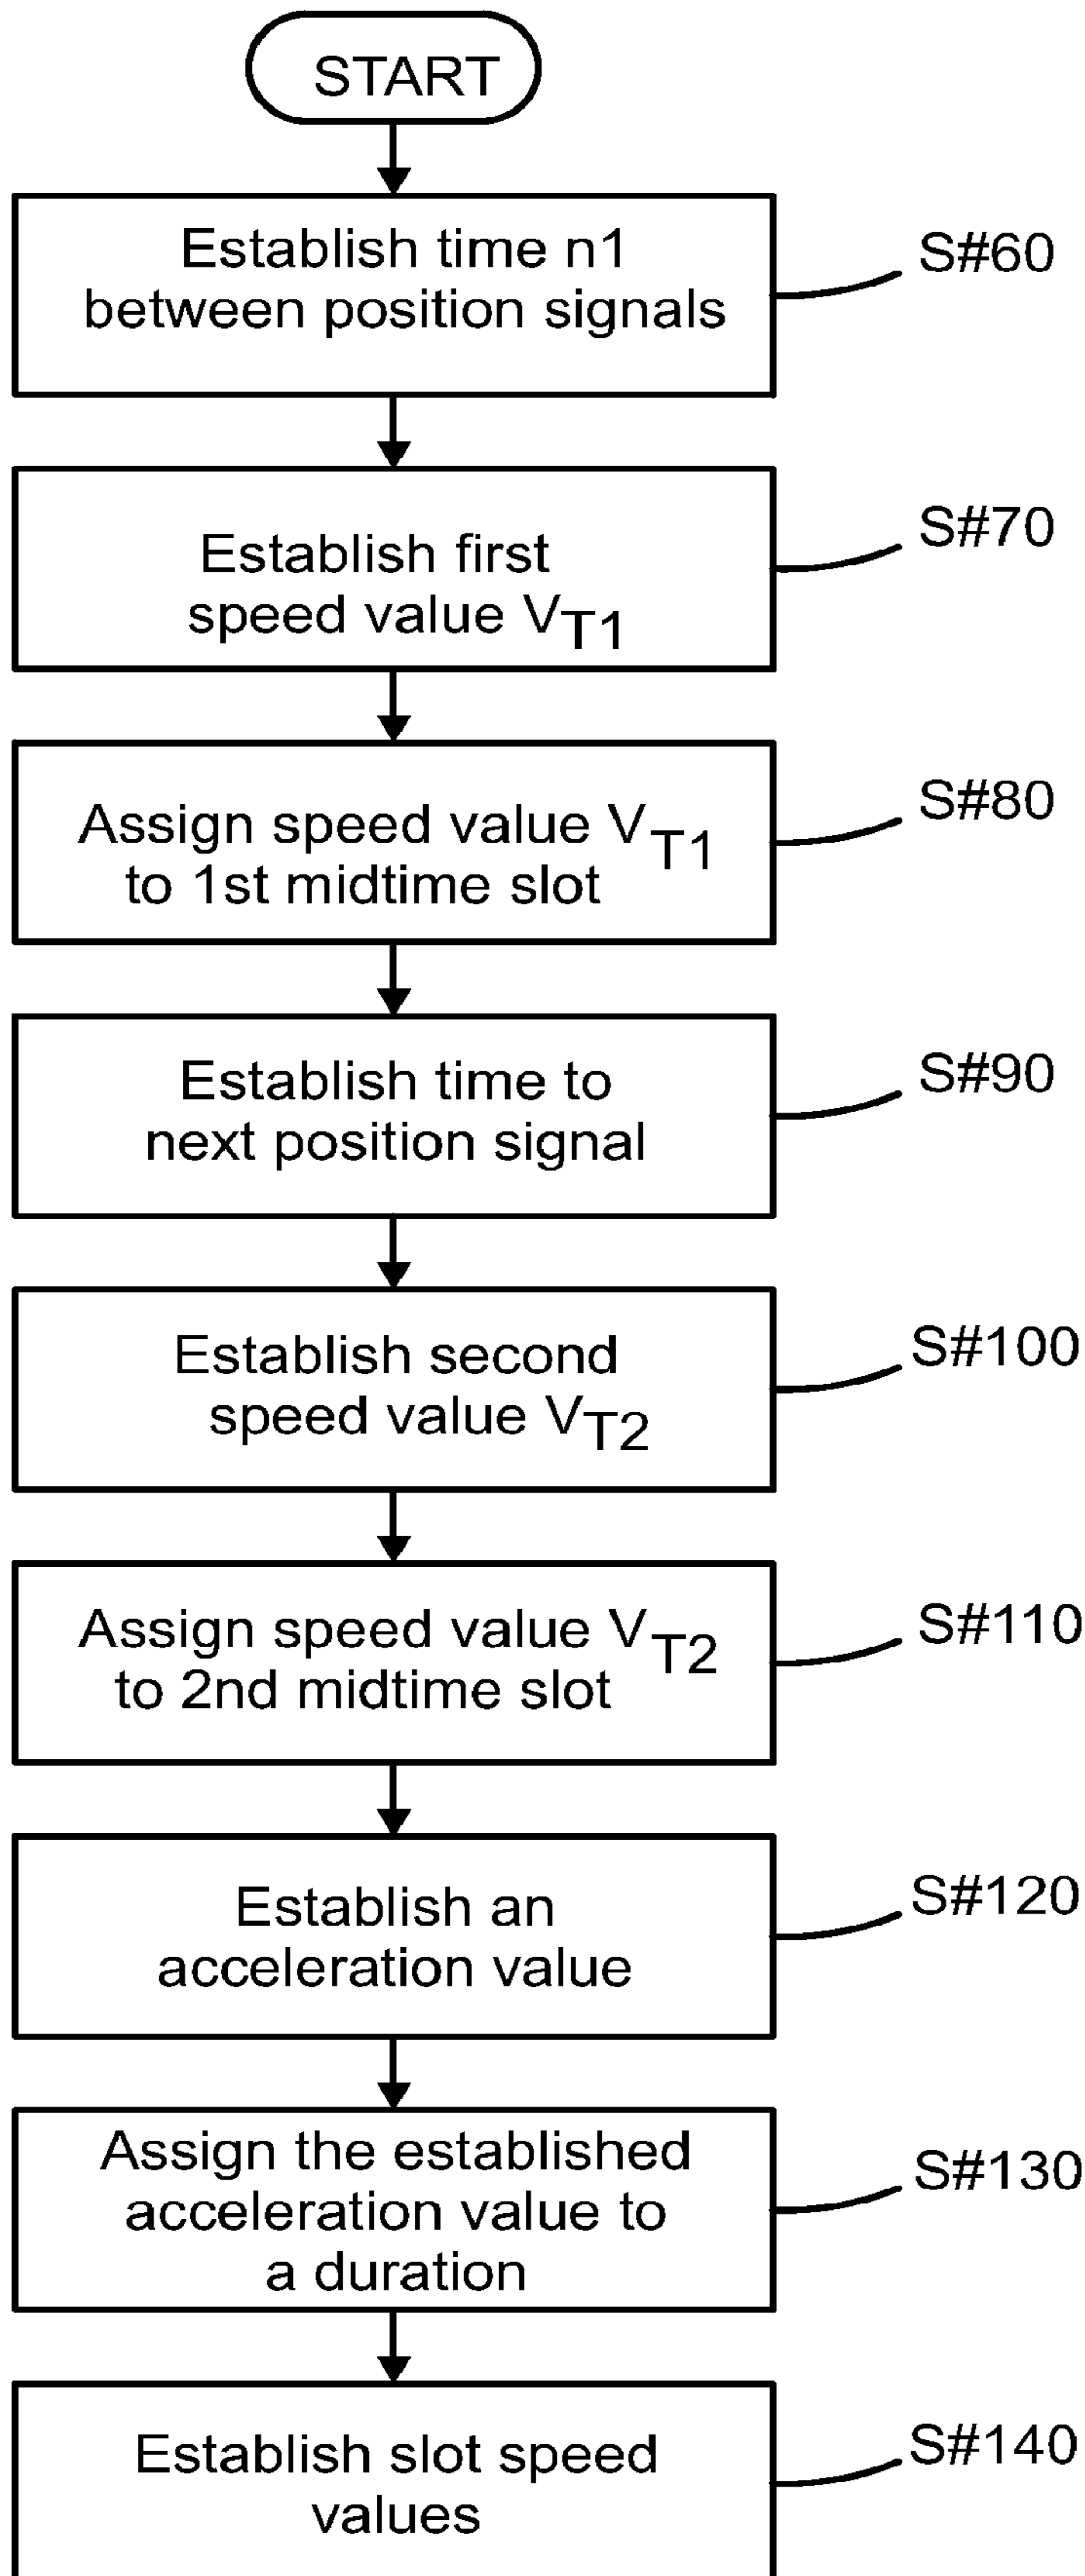 START
Establish time n1
between position signals
S#60
Establish first
speed value VT1
S#70
Assign speed value VT1
to 1st midtime slot
S#80
Establish time to
next position signal
S#90
Establish second
speed value VT2
S#100
Assign speed value VT2
to 2nd midtime slot
S#110
Establish an
acceleration value
S#120
Assign the established
acceleration value to
a duration
S#130
Establish slot speed
values
S#140